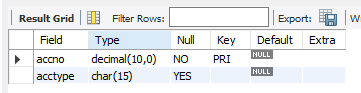 Result Grid Filter Rows: Export: Wr
Field Type Null Key Default Extra
accno decimal(10,0) NO PRI NULL
acctype char(15) YES NULL